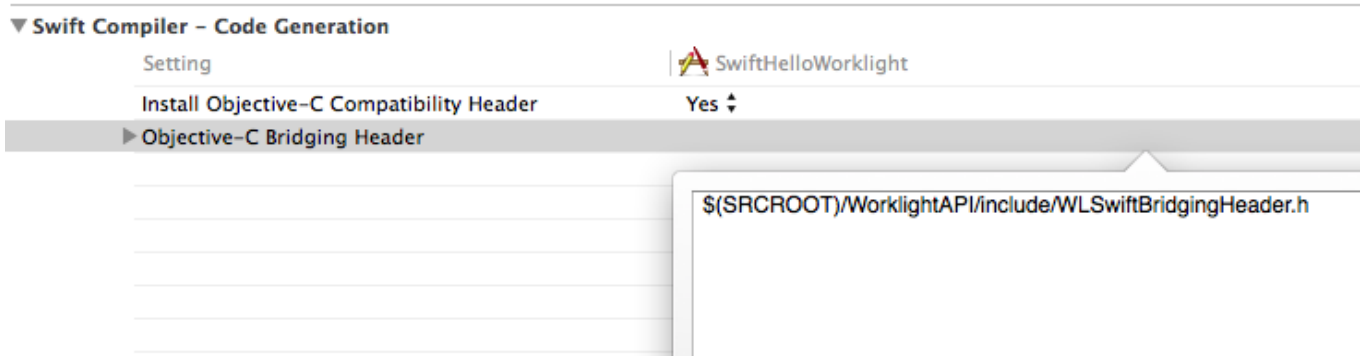 Swift Compiler – Code Generation
Setting SwiftHelloWorklight
Install Objective-C Compatibility Header Yes
Objective-C Bridging Header
$(SRCROOT)/WorklightAPI/include/WLSwiftBridgingHeader.h